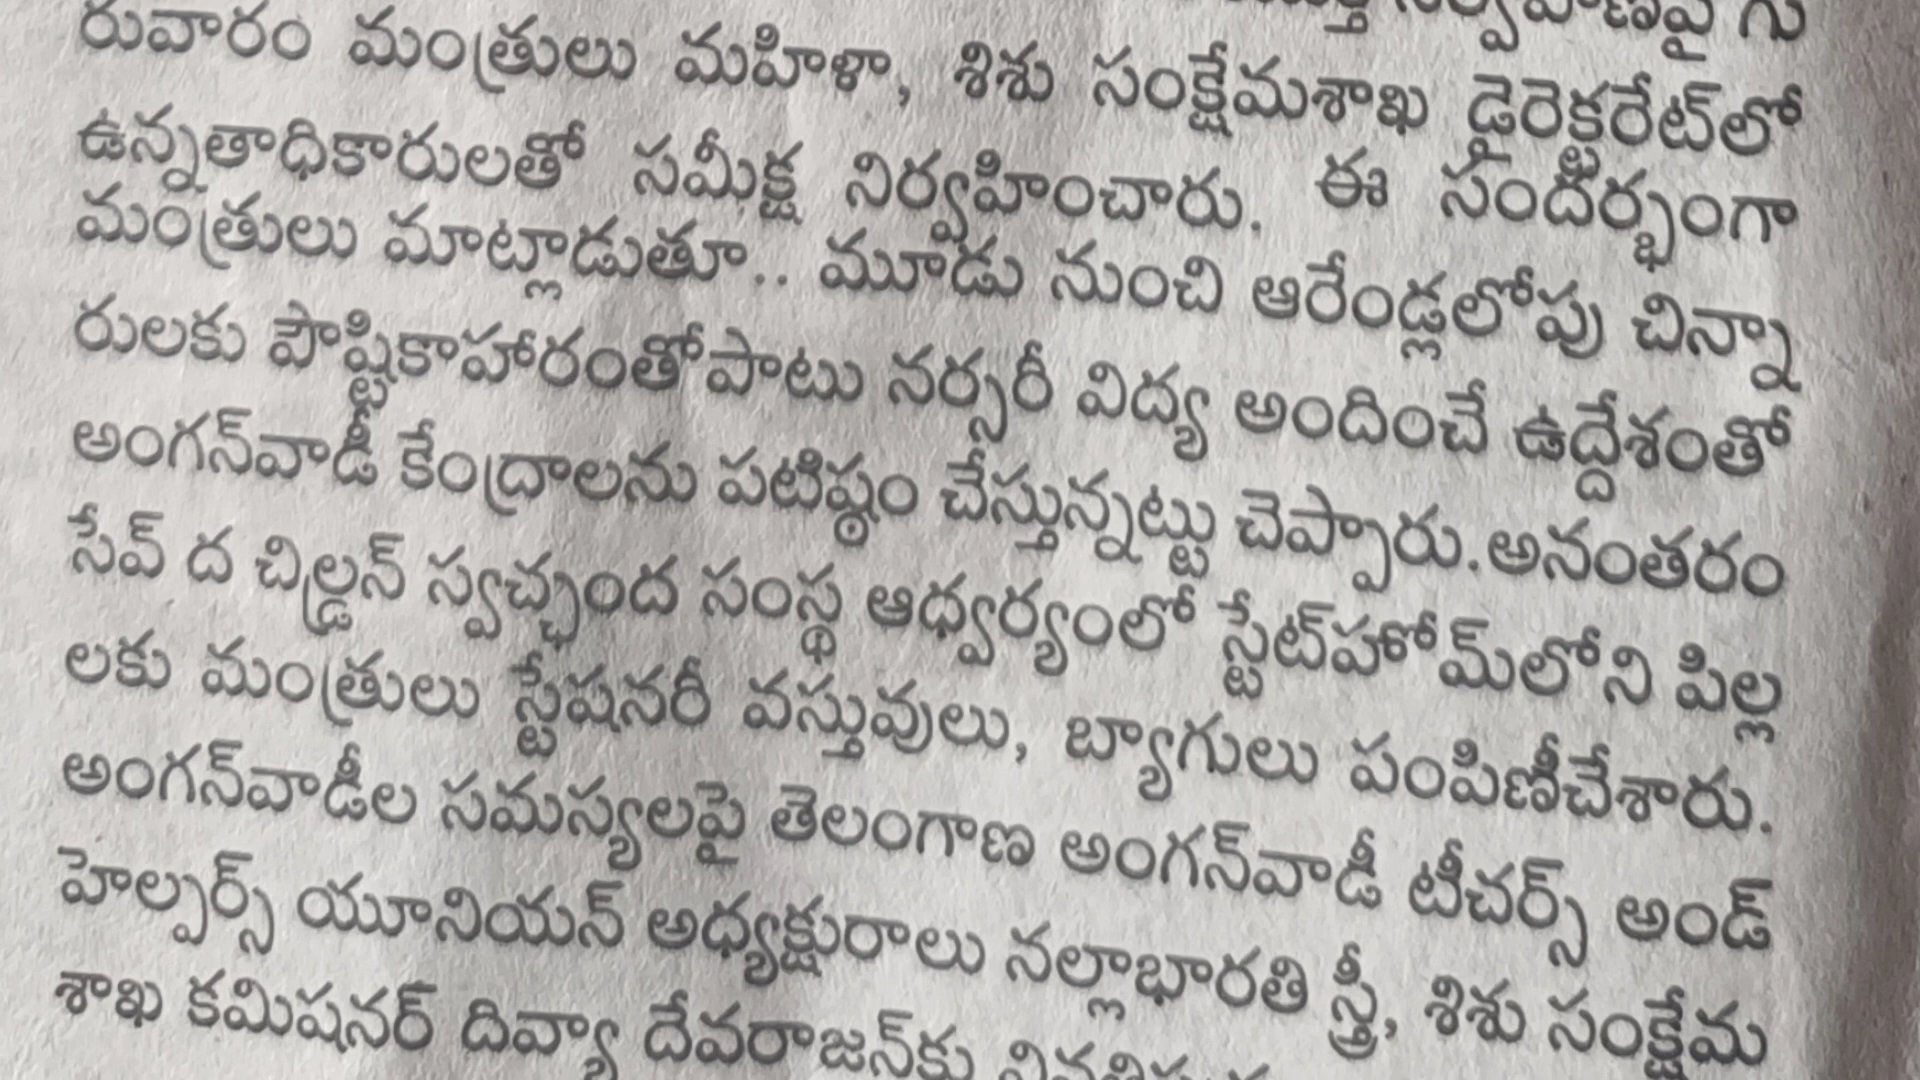 నిర్వహణపై గు
రువారం మంత్రులు మహిళా, శిశు సంక్షేమశాఖ డైరెక్టరేట్‌లో
ఉన్నతాధికారులతో సమీక్ష నిర్వహించారు. ఈ సందర్భంగా
మంత్రులు మాట్లాడుతూ.. మూడు నుంచి ఆరేండ్లలోపు చిన్నా
రులకు పౌష్టికాహారంతోపాటు నర్సరీ విద్య అందించే ఉద్దేశంతో
అంగన్‌వాడీ కేంద్రాలను పటిష్ఠం చేస్తున్నట్టు చెప్పారు.అనంతరం
సేవ్ ద చిల్డ్రన్ స్వచ్ఛంద సంస్థ ఆధ్వర్యంలో స్టేట్‌హోమ్‌లోని పిల్ల
లకు మంత్రులు స్టేషనరీ వస్తువులు, బ్యాగులు పంపిణీచేశారు.
అంగన్‌వాడీల సమస్యలపై తెలంగాణ అంగన్‌వాడీ టీచర్స్ అండ్
హెల్పర్స్ యూనియన్ అధ్యక్షురాలు నల్లాభారతి స్త్రీ, శిశు సంక్షేమ
శాఖ కమిషనర్ దివ్యా దేవరాజన్‌కు